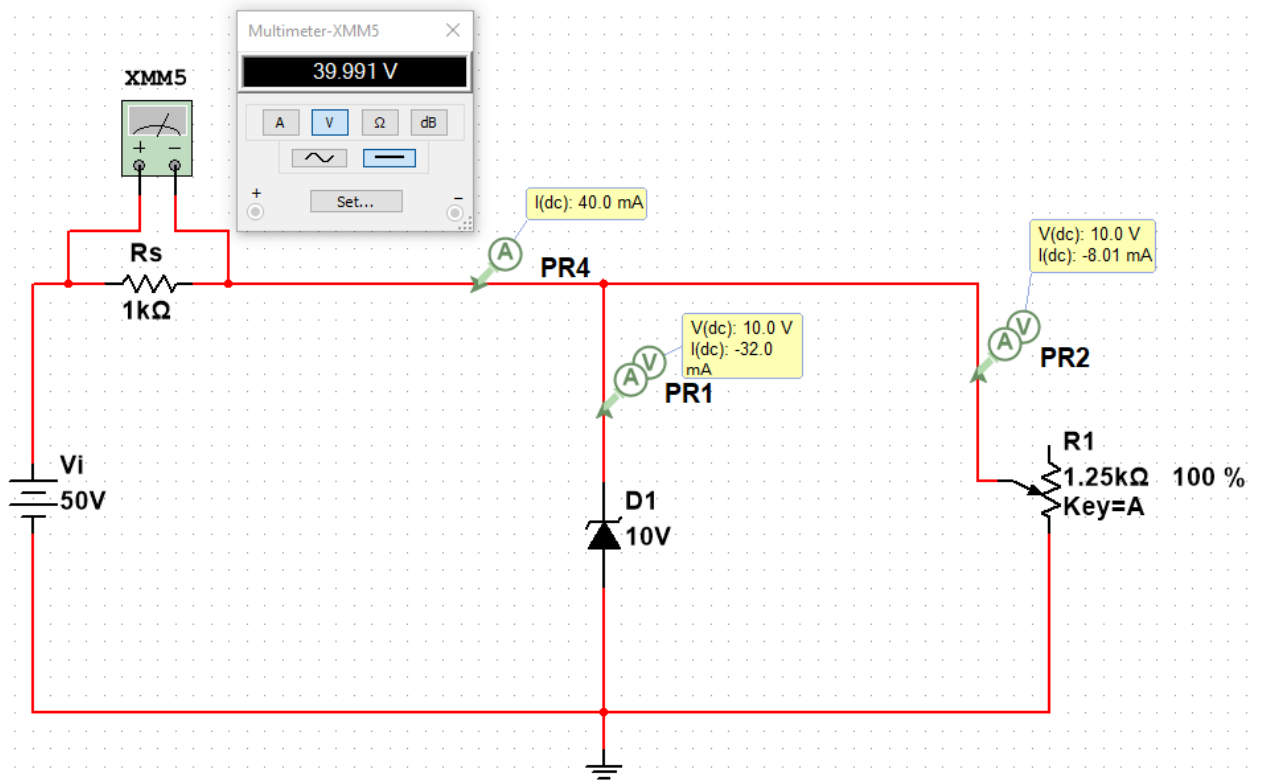 Multimeter-XMM5
39.991 V
A
V
Ω
dB
+
Set...
−
XMM5
+ −
I(dc): 40.0 mA
A
PR4
V(dc): 10.0 V
I(dc): -8.01 mA
A V
PR2
Rs
1kΩ
V(dc): 10.0 V
I(dc): -32.0
mA
A V
PR1
Vi
50V
D1
10V
R1
1.25kΩ 100 %
Key=A